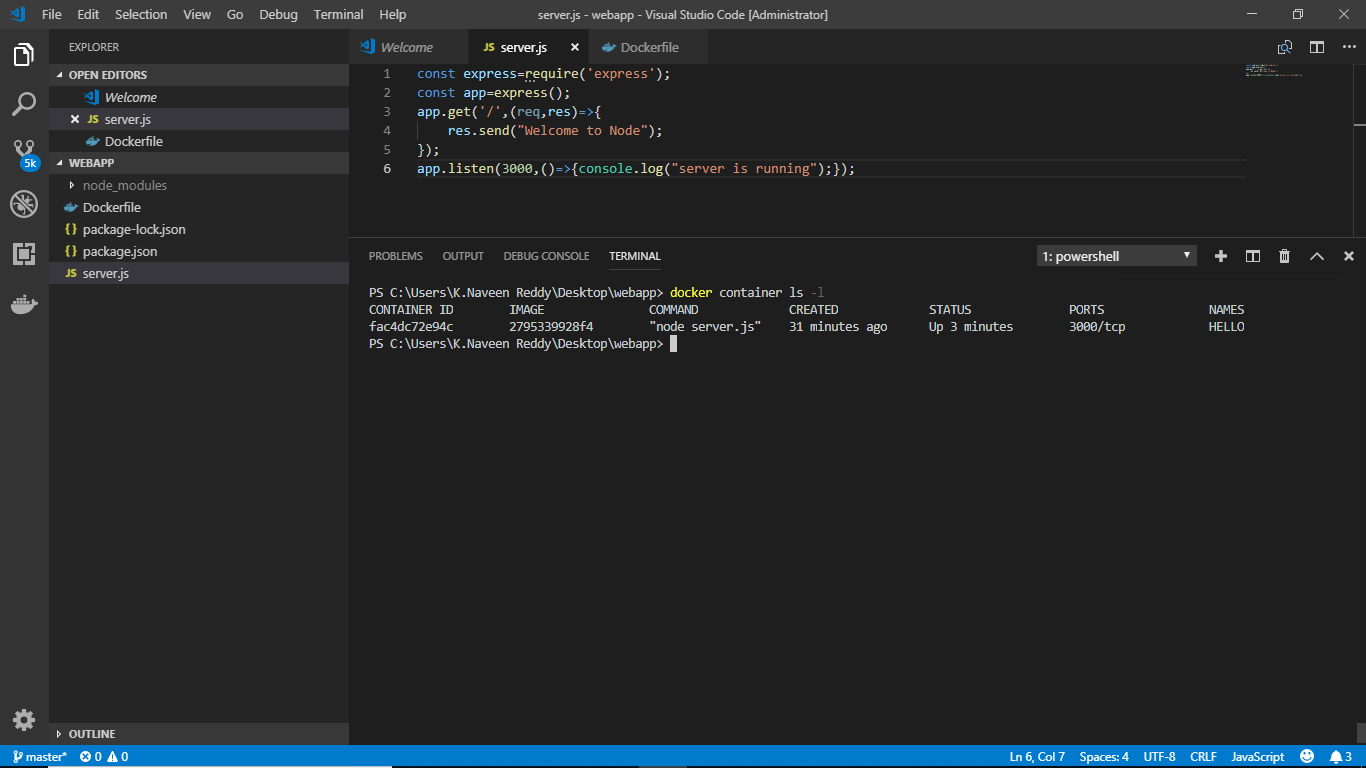 File Edit Selection View Go Debug Terminal Help server.js - webapp - Visual Studio Code [Administrator]
EXPLORER
OPEN EDITORS
Welcome
JS server.js
Dockerfile
5k
WEBAPP
node_modules
Dockerfile
{} package-lock.json
{} package.json
JS server.js
OUTLINE
Welcome JS server.js Dockerfile
1 const express=require('express');
2 const app=express();
3 app.get('/',(req,res)=>{
4 res.send("Welcome to Node");
5 });
6 app.listen(3000,()=>{console.log("server is running");});
PROBLEMS OUTPUT DEBUG CONSOLE TERMINAL 1: powershell
PS C:\Users\K.Naveen Reddy\Desktop\webapp> docker container ls -l
CONTAINER ID IMAGE COMMAND CREATED STATUS PORTS NAMES
fac4dc72e94c 2795339928f4 "node server.js" 31 minutes ago Up 3 minutes 3000/tcp HELLO
PS C:\Users\K.Naveen Reddy\Desktop\webapp>
master* 0 0 Ln 6, Col 7 Spaces: 4 UTF-8 CRLF JavaScript 3